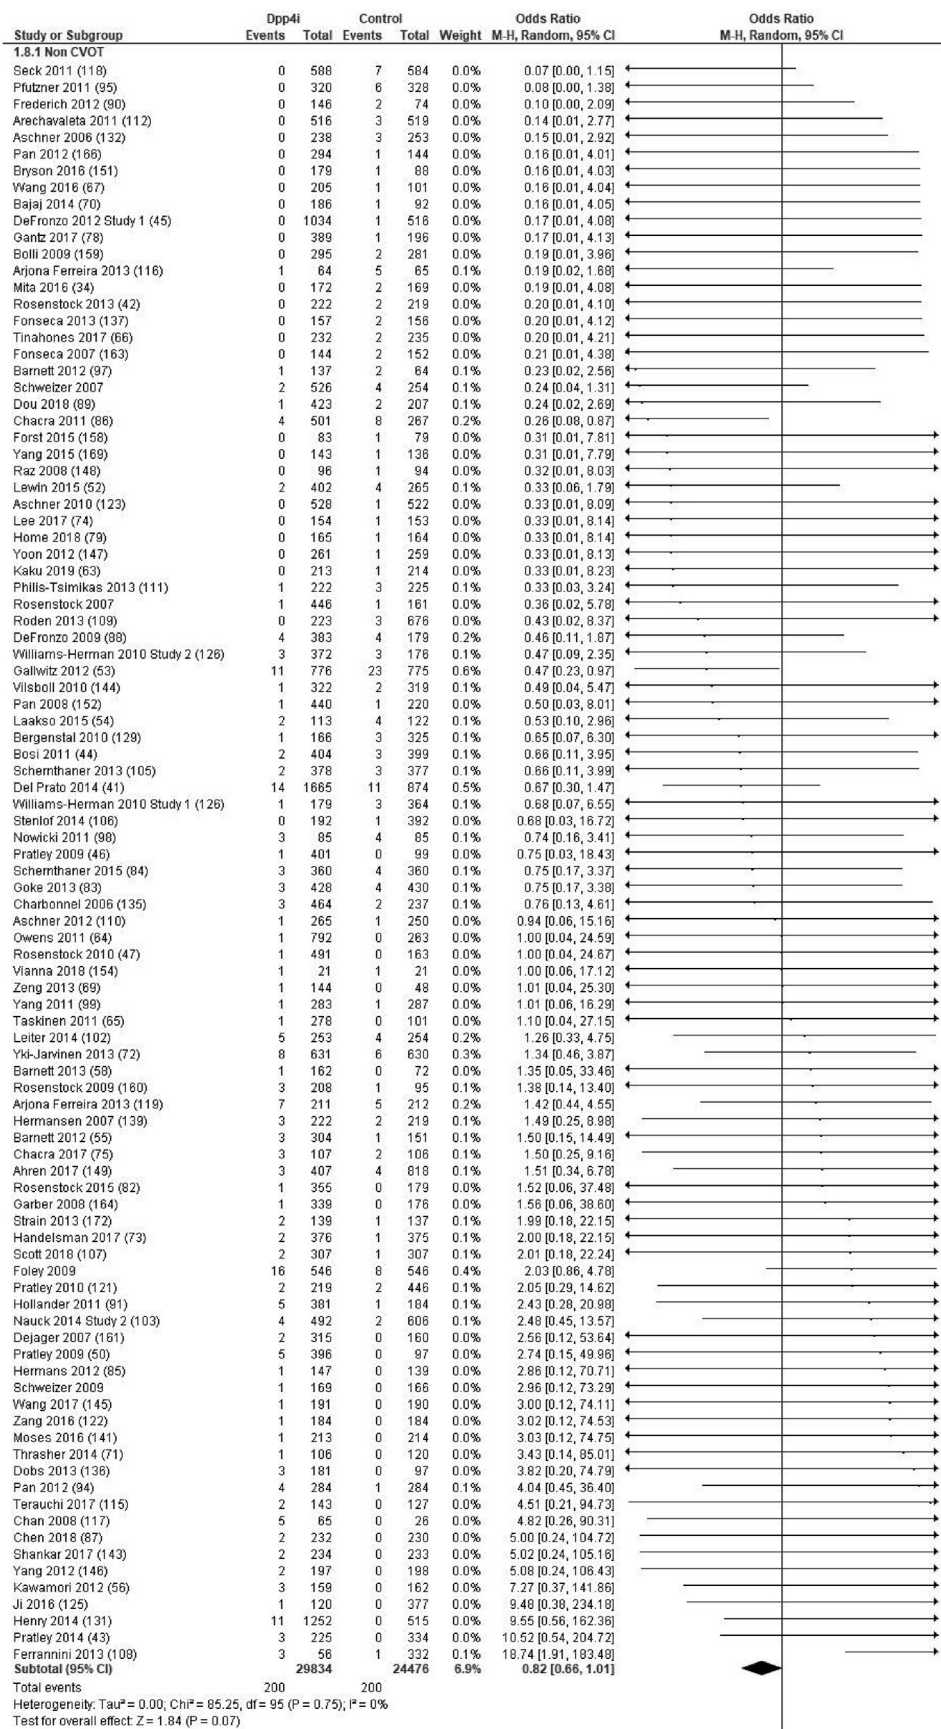 Dpp4i Control Odds Ratio Odds Ratio
Study or Subgroup Events Total Events Total Weight M-H, Random, 95% CI M-H, Random, 95% CI
1.8.1 Non CVOT
Seck 2011 (118) 0 588 7 584 0.0% 0.07 [0.00, 1.15]
Pfutzner 2011 (95) 0 320 6 328 0.0% 0.08 [0.00, 1.38]
Frederich 2012 (90) 0 146 2 74 0.0% 0.10 [0.00, 2.09]
Arechavaleta 2011 (112) 0 516 3 519 0.0% 0.14 [0.01, 2.77]
Aschner 2006 (132) 0 238 3 253 0.0% 0.15 [0.01, 2.92]
Pan 2012 (166) 0 294 1 144 0.0% 0.16 [0.01, 4.01]
Bryson 2016 (151) 0 179 1 88 0.0% 0.16 [0.01, 4.03]
Wang 2016 (67) 0 205 1 101 0.0% 0.16 [0.01, 4.04]
Bajaj 2014 (70) 0 186 1 92 0.0% 0.16 [0.01, 4.05]
DeFronzo 2012 Study 1 (45) 0 1034 1 516 0.0% 0.17 [0.01, 4.08]
Gantz 2017 (78) 0 389 1 196 0.0% 0.17 [0.01, 4.13]
Bolli 2009 (159) 0 295 2 281 0.0% 0.19 [0.01, 3.96]
Arjona Ferreira 2013 (116) 1 64 5 65 0.0% 0.19 [0.02, 1.68]
Mita 2016 (34) 0 172 2 169 0.0% 0.19 [0.01, 4.08]
Rosenstock 2013 (42) 0 222 2 219 0.0% 0.20 [0.01, 4.10]
Fonseca 2013 (137) 0 157 2 156 0.0% 0.20 [0.01, 4.12]
Tinahones 2017 (66) 0 232 2 235 0.0% 0.20 [0.01, 4.21]
Fonseca 2007 (163) 0 144 2 152 0.0% 0.21 [0.01, 4.38]
Barnett 2012 (97) 1 137 2 64 0.0% 0.23 [0.02, 2.56]
Schweizer 2007 2 526 4 254 0.0% 0.24 [0.04, 1.31]
Dou 2018 (89) 1 423 2 207 0.1% 0.24 [0.02, 2.69]
Chacra 2011 (86) 4 501 8 267 0.2% 0.26 [0.08, 0.87]
Forst 2015 (158) 0 83 1 79 0.0% 0.31 [0.01, 7.81]
Yang 2015 (169) 0 143 1 136 0.0% 0.31 [0.01, 7.79]
Raz 2008 (148) 0 96 1 94 0.0% 0.32 [0.01, 8.03]
Lewin 2015 (52) 2 402 4 265 0.1% 0.33 [0.06, 1.79]
Aschner 2010 (123) 0 528 1 522 0.0% 0.33 [0.01, 8.09]
Lee 2017 (74) 0 154 1 153 0.0% 0.33 [0.01, 8.14]
Home 2018 (79) 0 165 1 164 0.0% 0.33 [0.01, 8.14]
Yoon 2012 (147) 0 261 1 259 0.0% 0.33 [0.01, 8.13]
Kaku 2019 (63) 0 213 1 214 0.0% 0.33 [0.01, 8.23]
Philis-Tsimikas 2013 (111) 1 222 3 225 0.1% 0.33 [0.03, 3.24]
Rosenstock 2007 1 446 1 161 0.0% 0.36 [0.02, 5.78]
Roden 2013 (109) 0 223 3 676 0.0% 0.43 [0.02, 8.37]
DeFronzo 2009 (88) 4 383 4 179 0.2% 0.46 [0.11, 1.87]
Williams-Herman 2010 Study 2 (126) 3 372 3 176 0.1% 0.47 [0.09, 2.35]
Gallwitz 2012 (53) 11 776 23 775 0.6% 0.47 [0.23, 0.97]
Vilsboll 2010 (144) 1 322 2 319 0.1% 0.49 [0.04, 5.47]
Pan 2008 (152) 1 440 1 220 0.0% 0.50 [0.03, 8.01]
Laakso 2015 (54) 2 113 4 122 0.1% 0.53 [0.10, 2.96]
Bergenstal 2010 (129) 1 166 3 325 0.1% 0.65 [0.07, 6.30]
Bosi 2011 (44) 2 404 3 399 0.1% 0.66 [0.11, 3.95]
Schernthaner 2013 (105) 2 378 3 377 0.1% 0.66 [0.11, 3.99]
Del Prato 2014 (41) 14 1665 11 874 0.5% 0.67 [0.30, 1.47]
Williams-Herman 2010 Study 1 (126) 1 179 3 364 0.1% 0.68 [0.07, 6.55]
Stenlof 2014 (106) 0 192 1 392 0.0% 0.68 [0.03, 16.72]
Nowicki 2011 (98) 3 85 4 85 0.1% 0.74 [0.16, 3.41]
Pratley 2009 (46) 1 401 0 99 0.0% 0.75 [0.03, 18.43]
Schernthaner 2015 (84) 3 360 4 360 0.1% 0.75 [0.17, 3.37]
Goke 2013 (83) 3 428 4 430 0.1% 0.75 [0.17, 3.38]
Charbonnel 2006 (135) 3 464 2 237 0.1% 0.76 [0.13, 4.61]
Aschner 2012 (110) 1 265 1 250 0.0% 0.94 [0.06, 15.16]
Owens 2011 (64) 1 792 0 263 0.0% 1.00 [0.04, 24.59]
Rosenstock 2010 (47) 1 491 0 163 0.0% 1.00 [0.04, 24.67]
Vianna 2018 (154) 1 21 1 21 0.0% 1.00 [0.06, 17.12]
Zeng 2013 (69) 1 144 0 48 0.0% 1.01 [0.04, 25.30]
Yang 2011 (99) 1 283 1 287 0.0% 1.01 [0.06, 16.29]
Taskinen 2011 (65) 1 278 0 101 0.0% 1.10 [0.04, 27.15]
Leiter 2014 (102) 5 253 4 254 0.2% 1.26 [0.33, 4.75]
Yki-Jarvinen 2013 (72) 8 631 6 630 0.3% 1.34 [0.46, 3.87]
Barnett 2013 (58) 1 162 0 72 0.0% 1.35 [0.05, 33.46]
Rosenstock 2009 (160) 3 208 1 95 0.1% 1.38 [0.14, 13.40]
Arjona Ferreira 2013 (119) 7 211 5 212 0.2% 1.42 [0.44, 4.55]
Hermansen 2007 (139) 3 222 2 219 0.1% 1.49 [0.25, 8.98]
Barnett 2012 (55) 3 304 1 151 0.1% 1.50 [0.15, 14.49]
Chacra 2017 (75) 3 107 2 106 0.1% 1.50 [0.25, 9.16]
Ahren 2017 (149) 3 407 4 818 0.1% 1.51 [0.34, 6.78]
Rosenstock 2015 (82) 1 355 0 179 0.0% 1.52 [0.06, 37.48]
Garber 2008 (164) 1 339 0 176 0.0% 1.56 [0.06, 38.60]
Strain 2013 (172) 2 139 1 137 0.1% 1.99 [0.18, 22.15]
Handelsman 2017 (73) 2 376 1 375 0.1% 2.00 [0.18, 22.15]
Scott 2018 (107) 2 307 1 307 0.1% 2.01 [0.18, 22.24]
Foley 2009 16 546 8 546 0.4% 2.03 [0.86, 4.78]
Pratley 2010 (121) 2 219 2 446 0.1% 2.05 [0.29, 14.62]
Hollander 2011 (91) 5 381 1 184 0.1% 2.43 [0.28, 20.98]
Nauck 2014 Study 2 (103) 4 492 2 606 0.1% 2.48 [0.45, 13.57]
Dejager 2007 (161) 2 315 0 160 0.0% 2.56 [0.12, 53.64]
Pratley 2009 (50) 5 396 0 97 0.0% 2.74 [0.15, 49.96]
Hermans 2012 (85) 1 147 0 139 0.0% 2.86 [0.12, 70.71]
Schweizer 2009 1 169 0 166 0.0% 2.96 [0.12, 73.29]
Wang 2017 (145) 1 191 0 190 0.0% 3.00 [0.12, 74.11]
Zang 2016 (122) 1 184 0 184 0.0% 3.02 [0.12, 74.53]
Moses 2016 (141) 1 213 0 214 0.0% 3.03 [0.12, 74.75]
Thrasher 2014 (71) 1 106 0 120 0.0% 3.43 [0.14, 85.01]
Dobs 2013 (136) 3 181 0 97 0.0% 3.82 [0.20, 74.79]
Pan 2012 (94) 4 284 1 284 0.1% 4.04 [0.45, 36.40]
Terauchi 2017 (115) 2 143 0 127 0.0% 4.51 [0.21, 94.73]
Chan 2008 (117) 5 65 0 26 0.0% 4.82 [0.26, 90.31]
Chen 2018 (87) 2 232 0 230 0.0% 5.00 [0.24, 104.72]
Shankar 2017 (143) 2 234 0 233 0.0% 5.02 [0.24, 105.16]
Yang 2012 (146) 2 197 0 198 0.0% 5.08 [0.24, 106.43]
Kawamori 2012 (56) 3 159 0 162 0.0% 7.27 [0.37, 141.86]
Ji 2016 (125) 1 120 0 377 0.0% 9.48 [0.38, 234.18]
Henry 2014 (131) 11 1252 0 515 0.0% 9.55 [0.56, 162.36]
Pratley 2014 (43) 3 225 0 334 0.0% 10.52 [0.54, 204.72]
Ferrannini 2013 (108) 3 56 1 332 0.0% 18.74 [1.91, 183.48]
Subtotal (95% CI) 29834 24476 6.9% 0.82 [0.66, 1.01]
Total events 200 200
Heterogeneity: Tau² = 0.00; Chi² = 85.25, df = 95 (P = 0.75); I² = 0%
Test for overall effect: Z = 1.84 (P = 0.07)